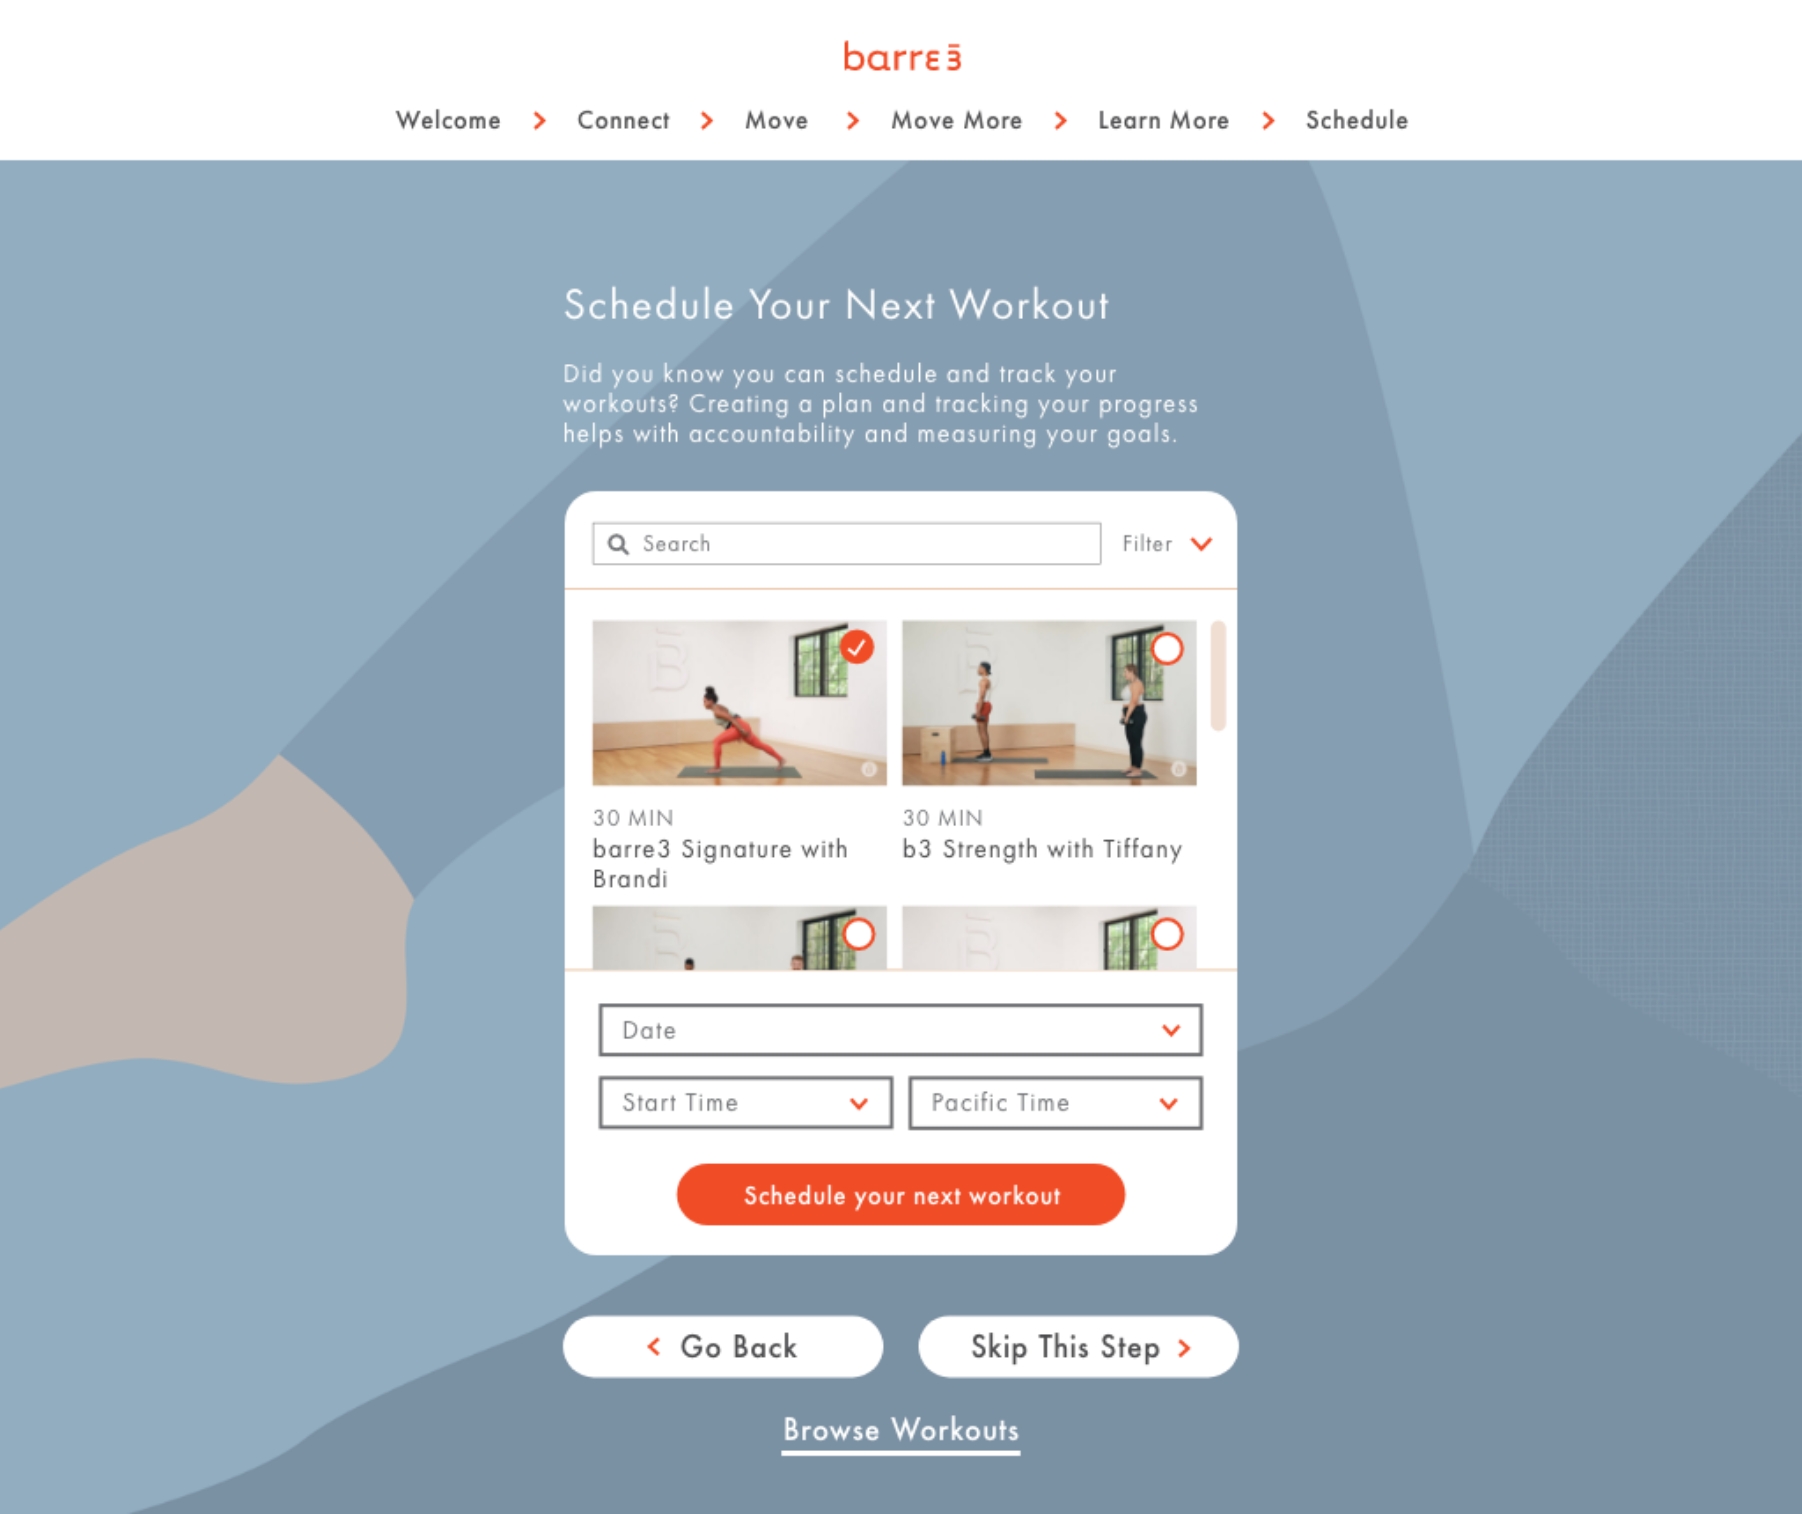 barre3
Welcome > Connect > Move > Move More > Learn More > Schedule
Schedule Your Next Workout
Did you know you can schedule and track your
workouts? Creating a plan and tracking your progress
helps with accountability and measuring your goals.
Search
Filter
30 MIN
barre3 Signature with
Brandi
30 MIN
b3 Strength with Tiffany
Date
Start Time
Pacific Time
Schedule your next workout
< Go Back
Skip This Step >
Browse Workouts